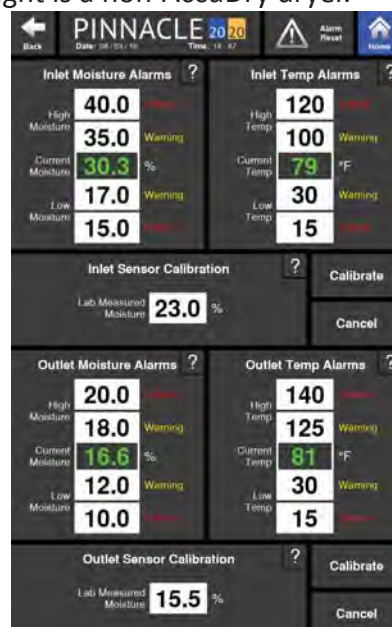 ght is a non-AccuDry dryer.
Back
PINNACLE 2020
Date: 08/03/18 Time: 18:47
Alarm
Reset
Home
Inlet Moisture Alarms ?
High
Moisture
40.0
35.0 Warning
Current
Moisture
30.3 %
Low
Moisture
17.0 Warning
15.0
Inlet Temp Alarms ?
High
Temp
120
100 Warning
Current
Temp
79 °F
Low
Temp
30 Warning
15
Inlet Sensor Calibration ?
Lab Measured
Moisture
23.0 %
Calibrate
Cancel
Outlet Moisture Alarms ?
High
Moisture
20.0
18.0 Warning
Current
Moisture
16.6 %
Low
Moisture
12.0 Warning
10.0
Outlet Temp Alarms ?
High
Temp
140
125 Warning
Current
Temp
81 °F
Low
Temp
30 Warning
15
Outlet Sensor Calibration ?
Lab Measured
Moisture
15.5 %
Calibrate
Cancel